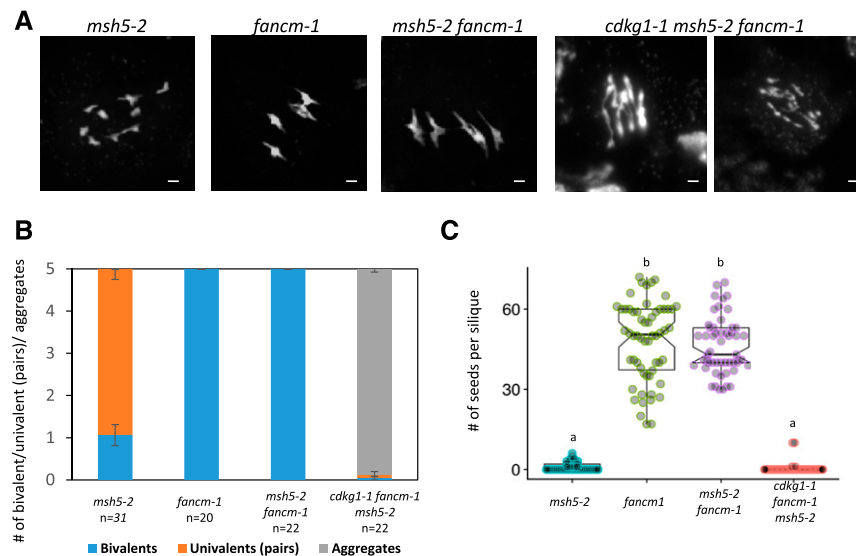 A
msh5-2
fancm-1
msh5-2 fancm-1
cdkg1-1 msh5-2 fancm-1
B
# of bivalent/univalent (pairs)/ aggregates
5
4
3
2
1
0
msh5-2
n=31
fancm-1
n=20
msh5-2
fancm-1
n=22
cdkg1-1 fancm-1
msh5-2
n=22
Bivalents
Univalents (pairs)
Aggregates
C
# of seeds per silique
60
30
0
a
b
b
a
msh5-2
fancm1
msh5-2
fancm-1
cdkg1-1
fancm-1
msh5-2